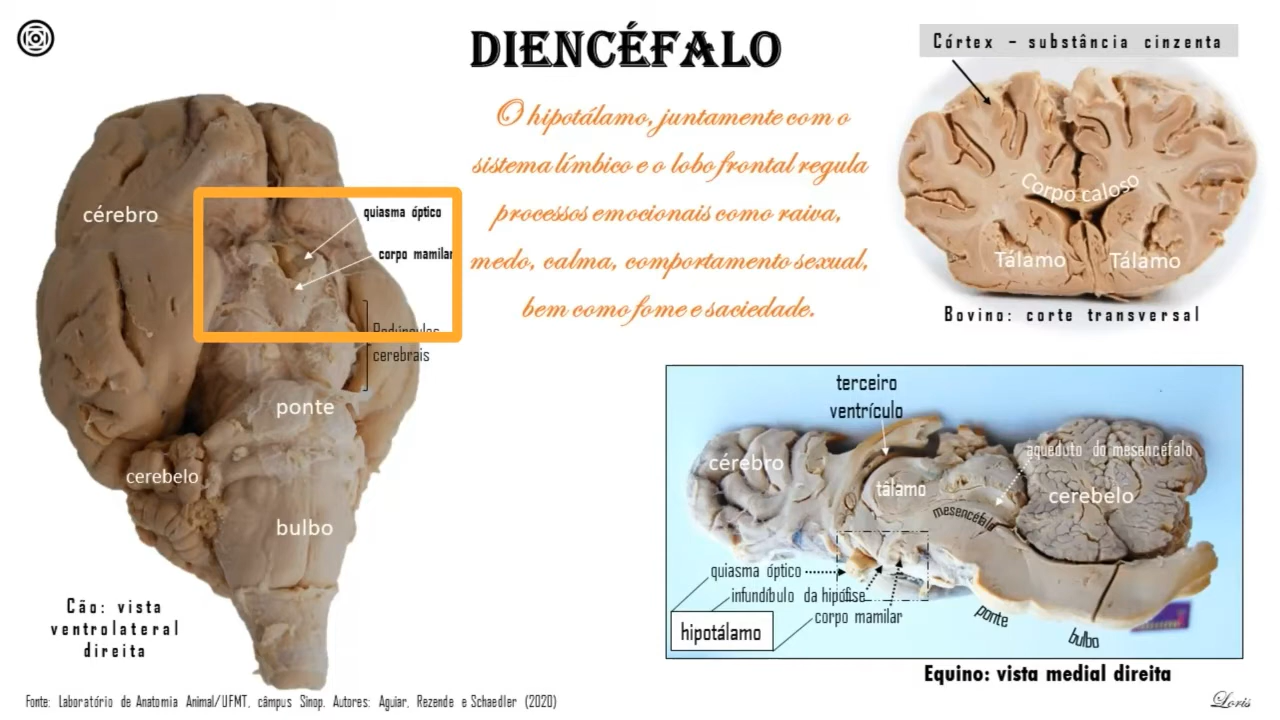 DIENCÉFALO
Córtex – substância cinzenta
O hipotálamo, juntamente com o
sistema límbico e o lobo frontal regula
processos emocionais como raiva,
medo, calma, comportamento sexual,
bem como fome e saciedade.
cérebro
quiasma óptico
corpo mamilar
Pedúnculos
cerebrais
ponte
cerebelo
bulbo
Cão: vista
ventrolateral
direita
Corpo caloso
Tálamo
Tálamo
Bovino: corte transversal
terceiro
ventrículo
cérebro
aqueduto do mesencéfalo
tálamo
cerebelo
mesencéfalo
quiasma óptico
infundíbulo da hipófise
corpo mamilar
hipotálamo
ponte
bulbo
Equino: vista medial direita
Fonte: Laboratório de Anatomia Animal/UFMT, câmpus Sinop. Autores: Aguiar, Rezende e Schaedler (2020)
Loris